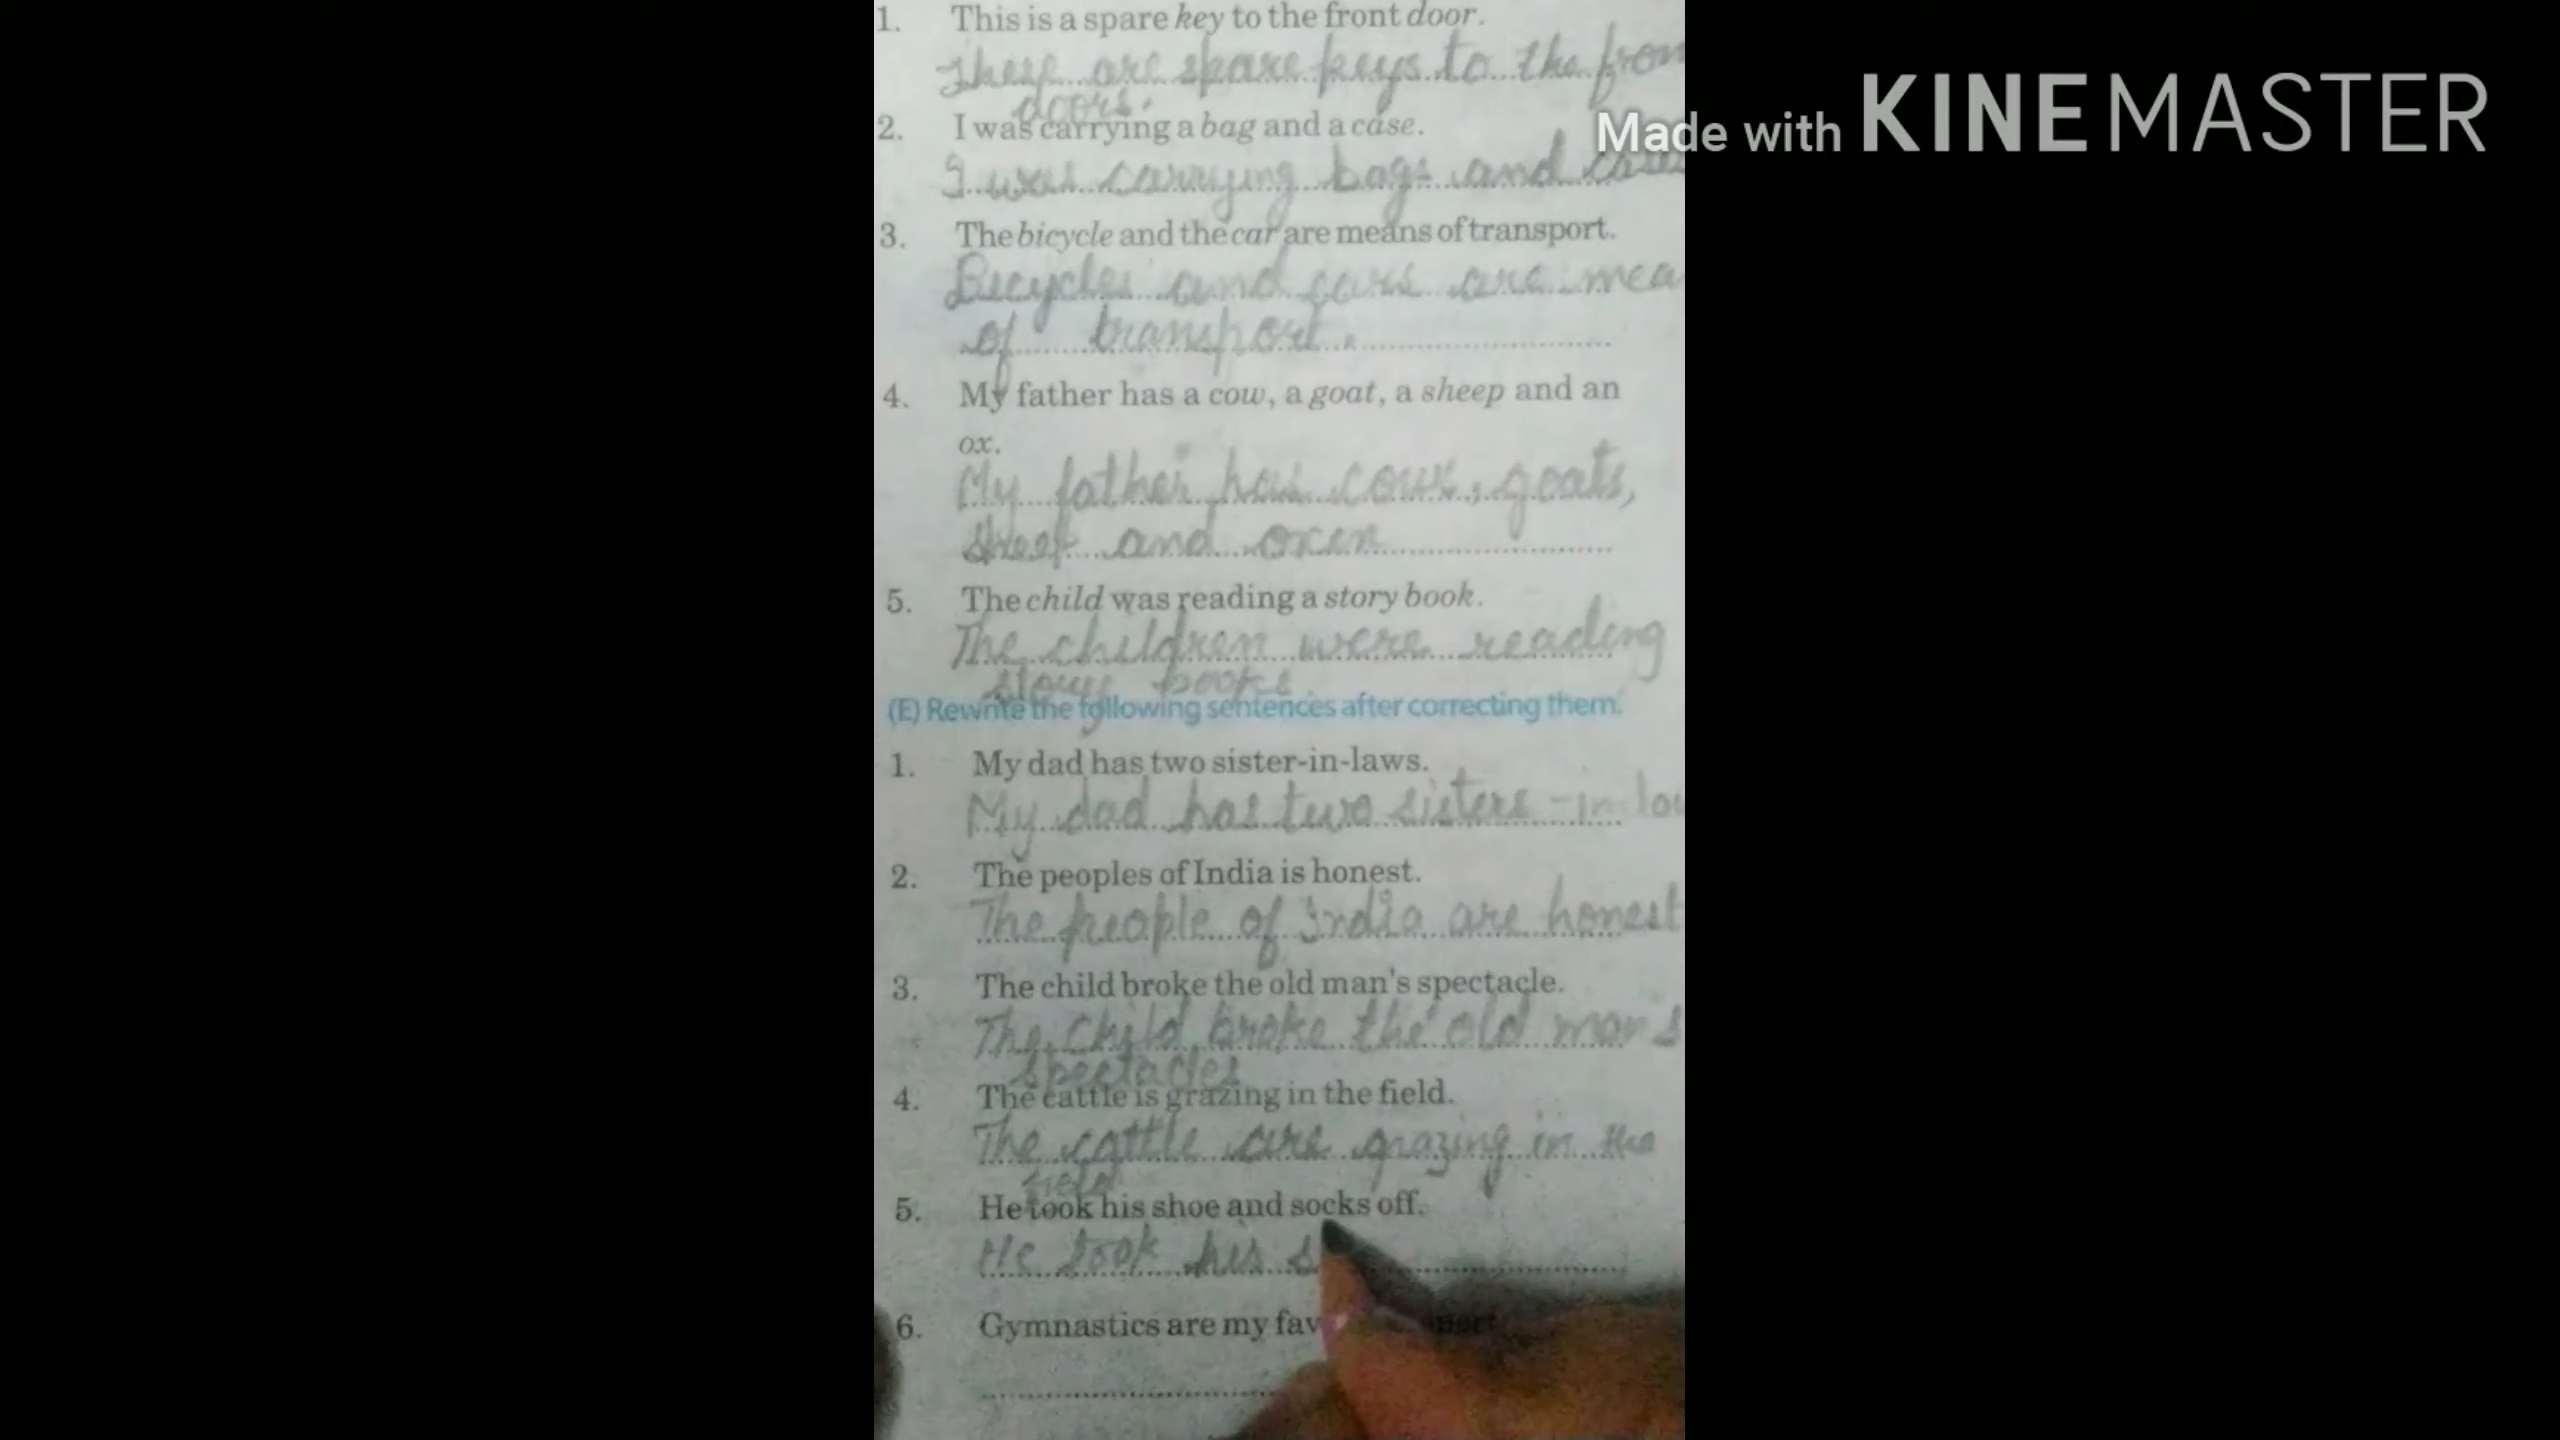 1. This is a spare key to the front door.
These are spare keys to the fron
doors.
Made with KINEMASTER
2. I was carrying a bag and a case.
I was carrying bags and cases
3. The bicycle and the car are means of transport.
Bicycles and cars are mea
of transport.
4. My father has a cow, a goat, a sheep and an
ox.
My father has cows, goats,
sheep and oxen
5. The child was reading a story book.
The children were reading
story books.
(E) Rewrite the following sentences after correcting them.
1. My dad has two sister-in-laws.
My dad has two sisters-in-law
2. The peoples of India is honest.
The people of India are honest
3. The child broke the old man's spectacle.
The child broke the old man's
spectacles
4. The cattle is grazing in the field.
The cattle are grazing in the
field
5. He took his shoe and socks off.
He took his s
6. Gymnastics are my fav